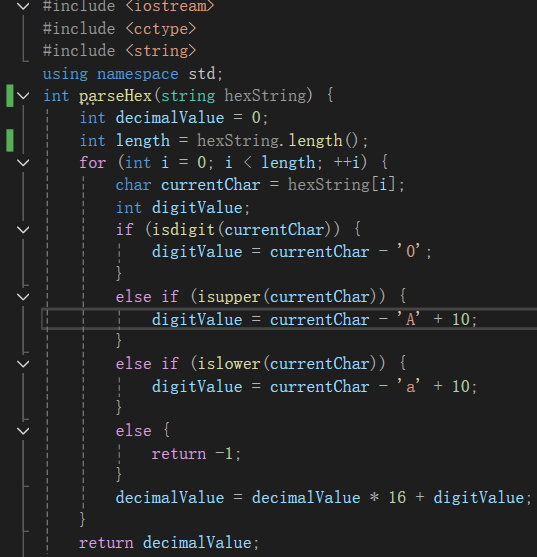 #include <iostream>
#include <cctype>
#include <string>
using namespace std;
int parseHex(string hexString) {
    int decimalValue = 0;
    int length = hexString.length();
    for (int i = 0; i < length; ++i) {
        char currentChar = hexString[i];
        int digitValue;
        if (isdigit(currentChar)) {
            digitValue = currentChar - '0';
        }
        else if (isupper(currentChar)) {
            digitValue = currentChar - 'A' + 10;
        }
        else if (islower(currentChar)) {
            digitValue = currentChar - 'a' + 10;
        }
        else {
            return -1;
        }
        decimalValue = decimalValue * 16 + digitValue;
    }
    return decimalValue;